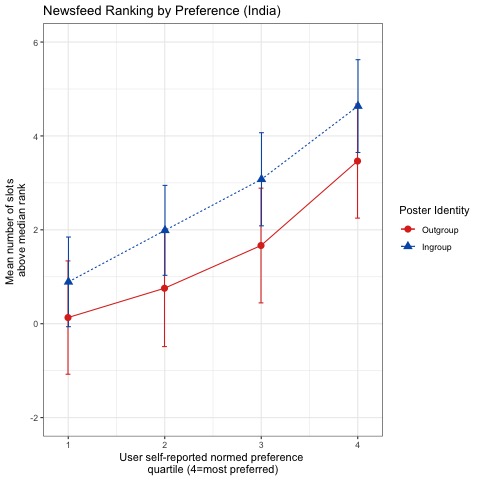 Newsfeed Ranking by Preference (India)
Mean number of slots
above median rank
6
4
2
0
-2
1
2
3
4
User self-reported normed preference
quartile (4=most preferred)
Poster Identity
Outgroup
Ingroup